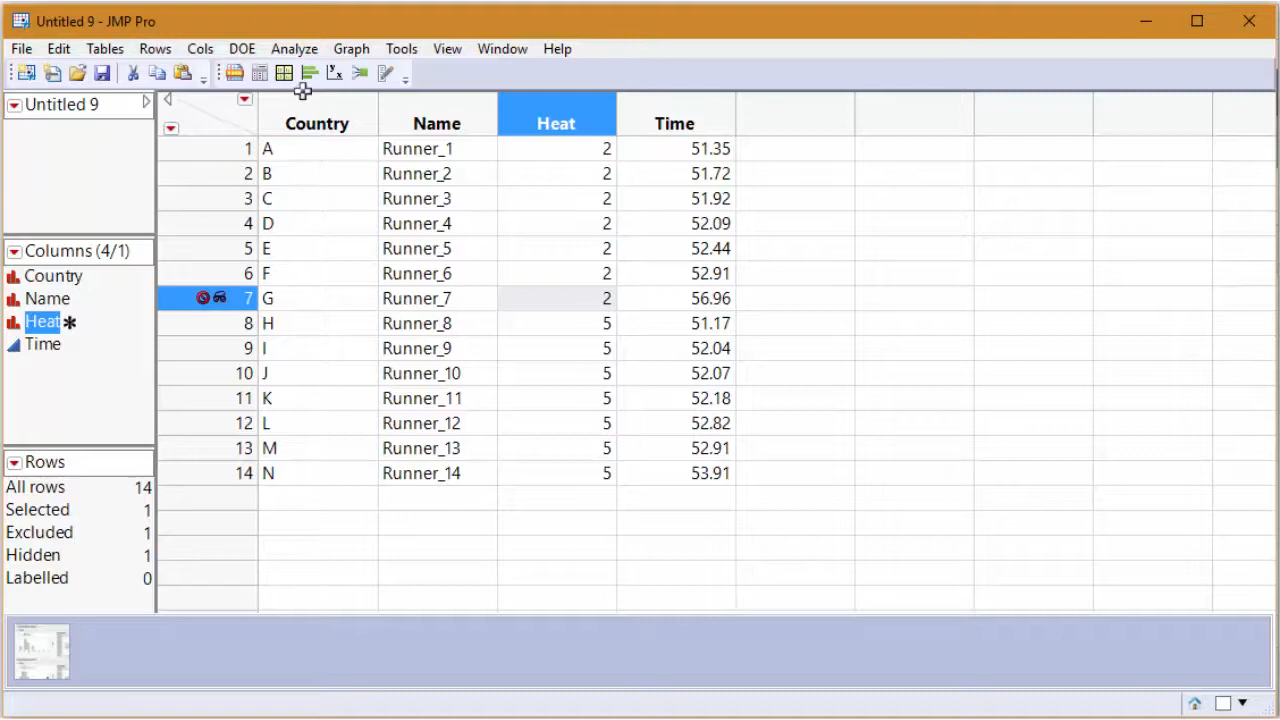 Untitled 9 - JMP Pro
File Edit Tables Rows Cols DOE Analyze Graph Tools View Window Help
Untitled 9
Country Name Heat Time
1 A Runner_1 2 51.35
2 B Runner_2 2 51.72
3 C Runner_3 2 51.92
4 D Runner_4 2 52.09
5 E Runner_5 2 52.44
6 F Runner_6 2 52.91
7 G Runner_7 2 56.96
8 H Runner_8 5 51.17
9 I Runner_9 5 52.04
10 J Runner_10 5 52.07
11 K Runner_11 5 52.18
12 L Runner_12 5 52.82
13 M Runner_13 5 52.91
14 N Runner_14 5 53.91
Columns (4/1)
Country
Name
Heat
Time
Rows
All rows 14
Selected 1
Excluded 1
Hidden 1
Labelled 0